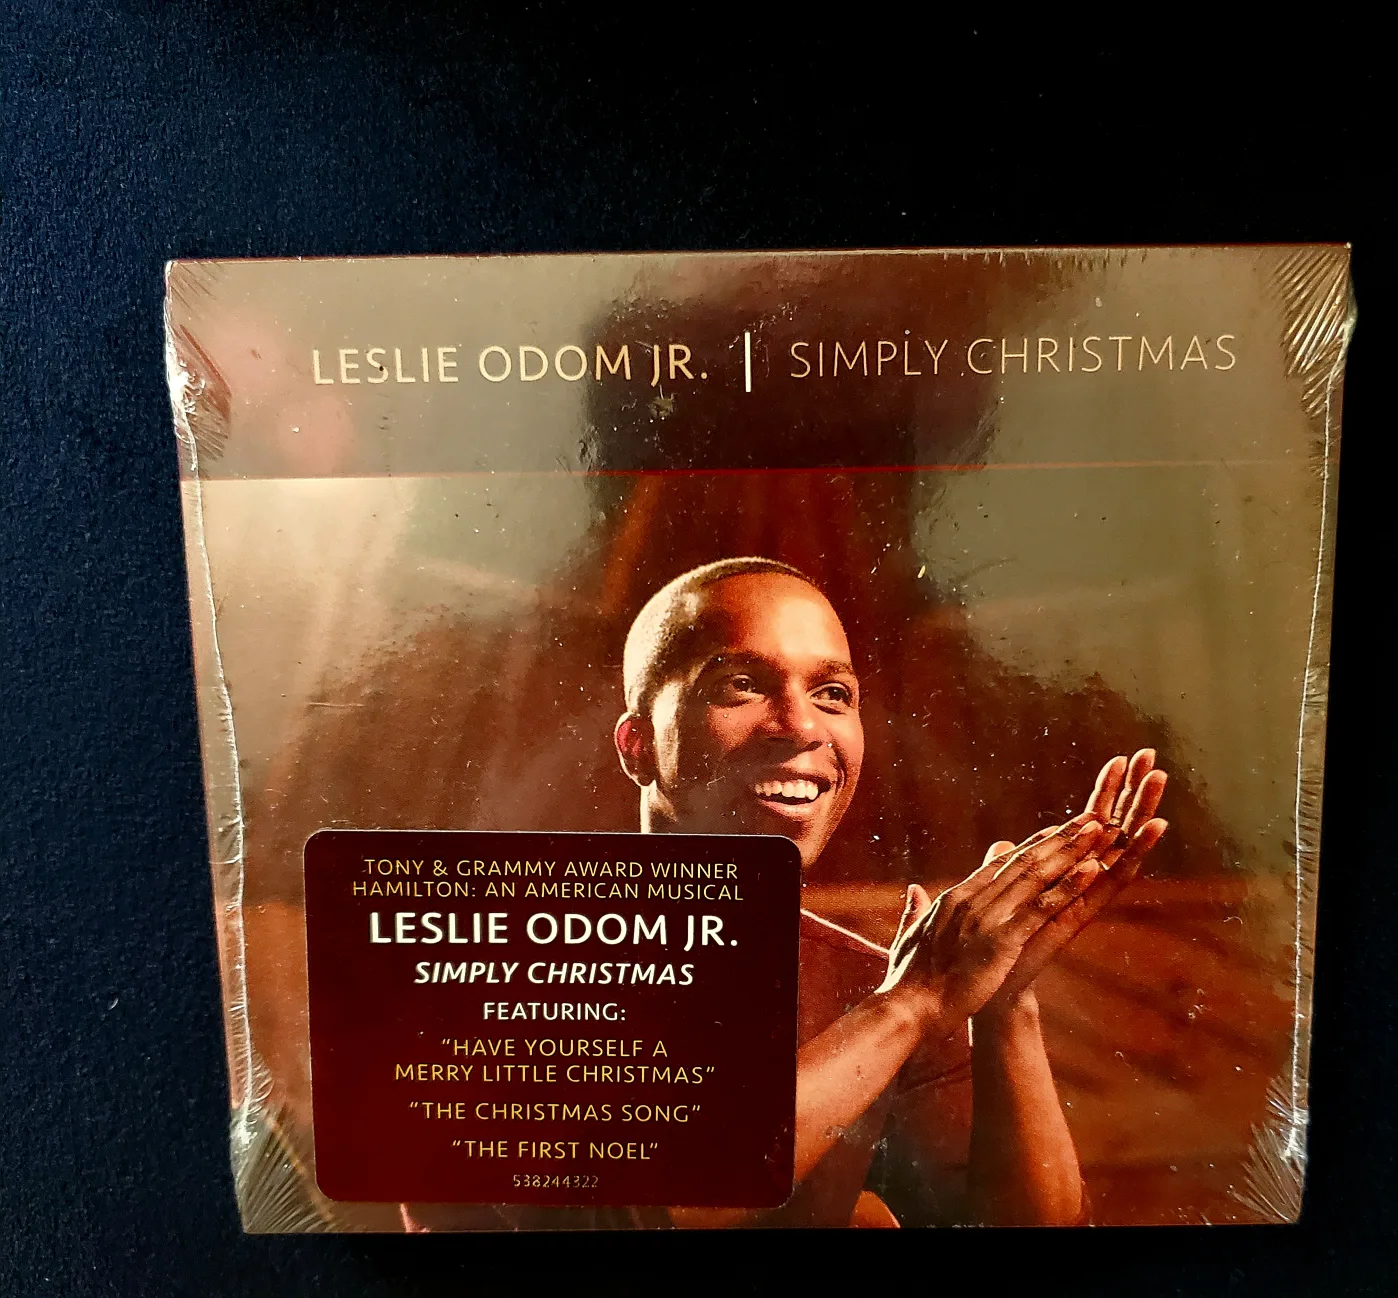 LESLIE ODOM JR. | SIMPLY CHRISTMAS
TONY & GRAMMY AWARD WINNER
HAMILTON: AN AMERICAN MUSICAL
LESLIE ODOM JR.
SIMPLY CHRISTMAS
FEATURING:
“HAVE YOURSELF A
MERRY LITTLE CHRISTMAS”
“THE CHRISTMAS SONG”
“THE FIRST NOEL”
538244322